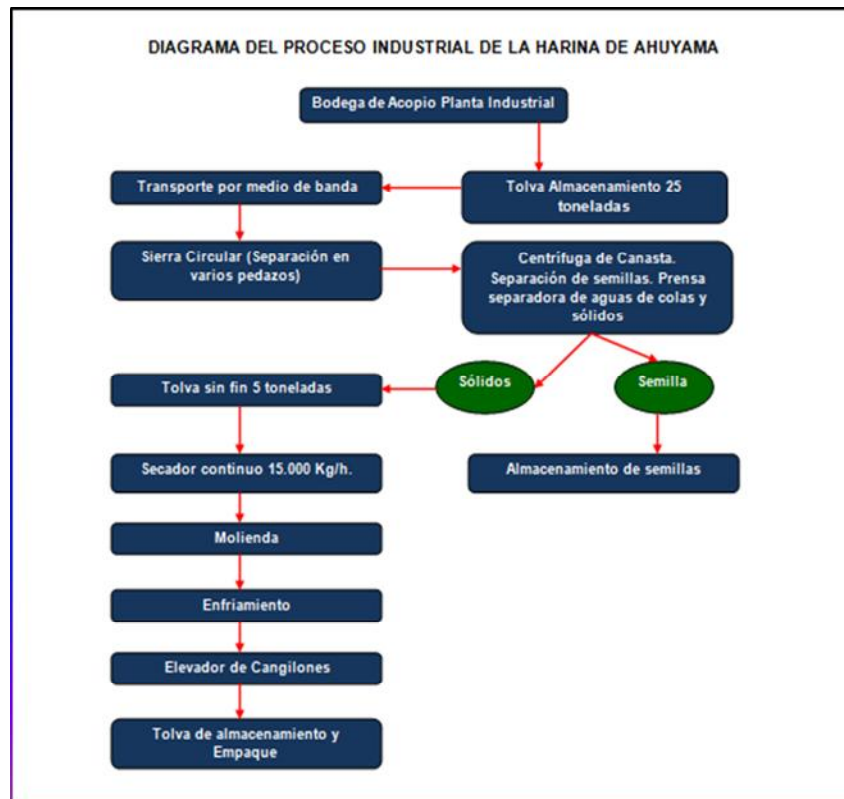 DIAGRAMA DEL PROCESO INDUSTRIAL DE LA HARINA DE AHUYAMA
Bodega de Acopio Planta Industrial
Tolva Almacenamiento 25
toneladas
Transporte por medio de banda
Sierra Circular (Separación en
varios pedazos)
Centrífuga de Canasta.
Separación de semillas. Prensa
separadora de aguas de colas y
sólidos
Sólidos
Semilla
Tolva sin fin 5 toneladas
Almacenamiento de semillas
Secador continuo 15.000 Kg/h.
Molienda
Enfriamiento
Elevador de Cangilones
Tolva de almacenamiento y
Empaque